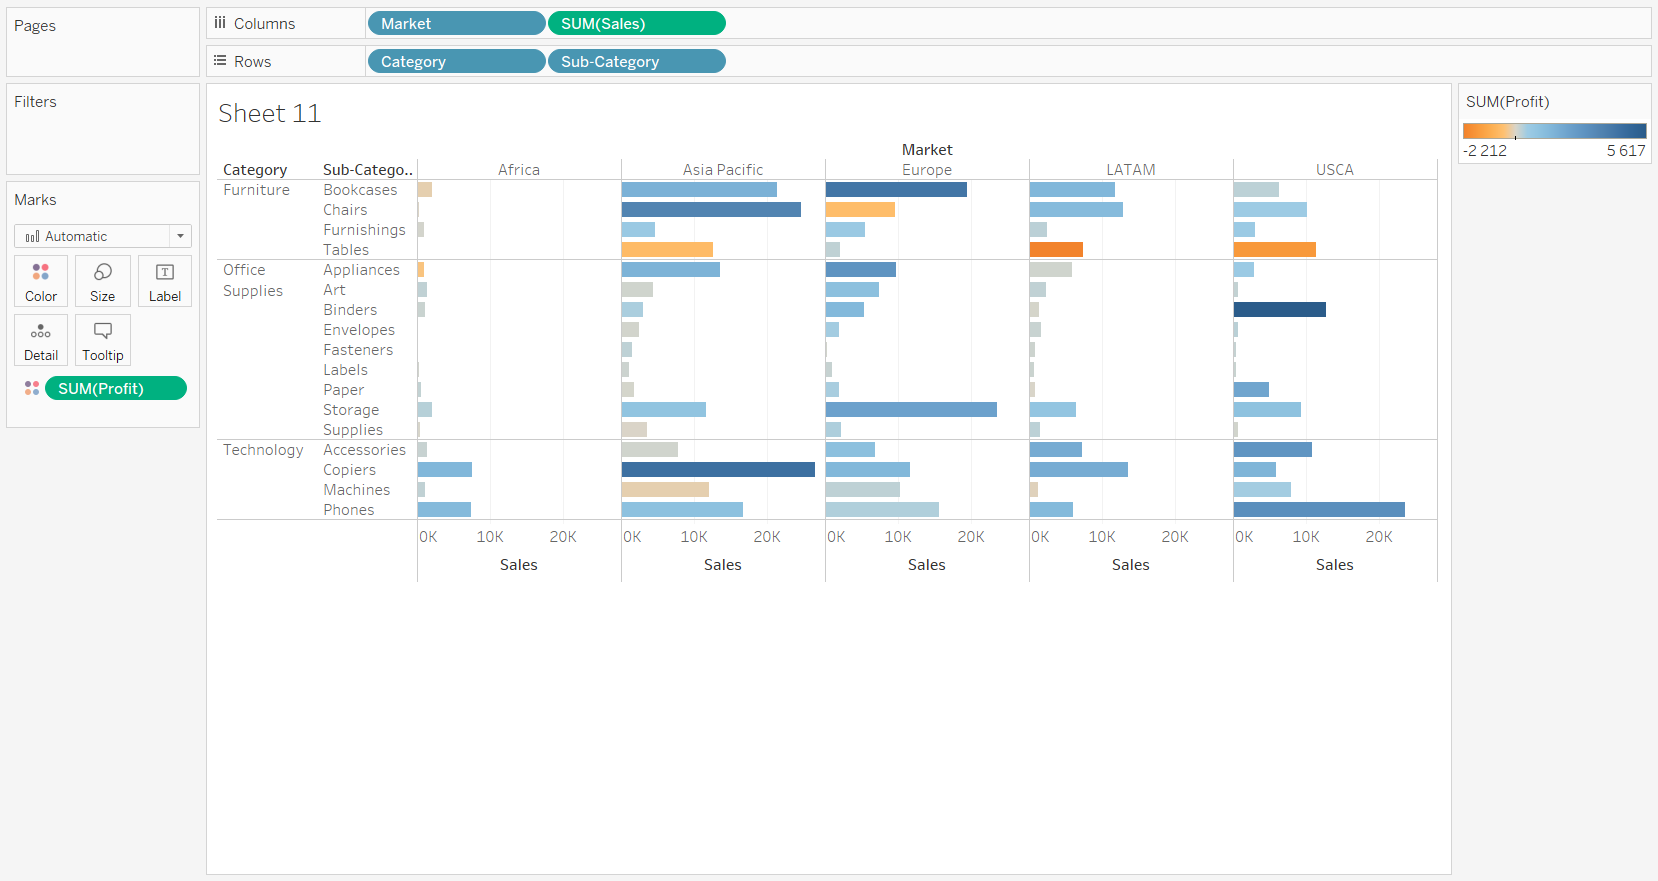 Pages
Columns Market SUM(Sales)
Rows Category Sub-Category
Filters
Marks
Automatic
Color Size Label
T
Detail Tooltip
SUM(Profit)
Sheet 11
Market
Category Sub-Catego.. Africa Asia Pacific Europe LATAM USCA
Furniture Bookcases
Chairs
Furnishings
Tables
Office Supplies Appliances
Art
Binders
Envelopes
Fasteners
Labels
Paper
Storage
Supplies
Technology Accessories
Copiers
Machines
Phones
0K 10K 20K 0K 10K 20K 0K 10K 20K 0K 10K 20K 0K 10K 20K
Sales Sales Sales Sales Sales
SUM(Profit)
-2 212 5 617